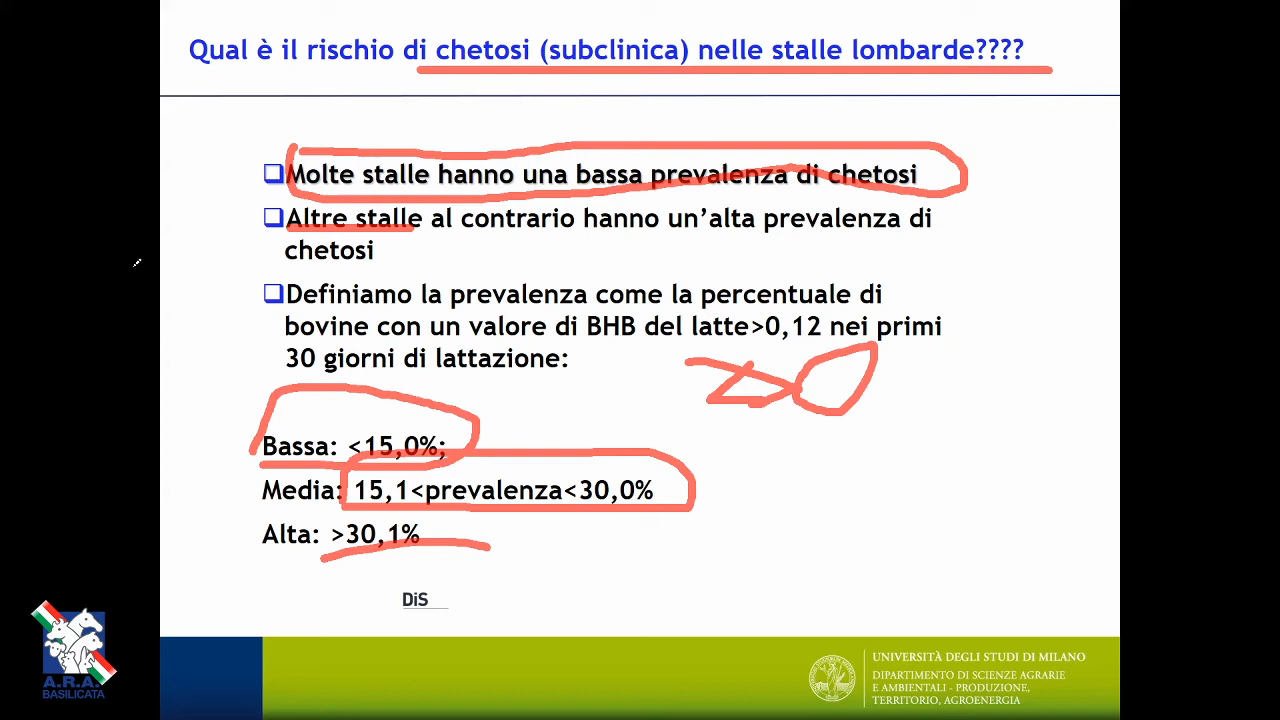 Qual è il rischio di chetosi (subclinica) nelle stalle lombarde????
Molte stalle hanno una bassa prevalenza di chetosi
Altre stalle al contrario hanno un’alta prevalenza di
chetosi
Definiamo la prevalenza come la percentuale di
bovine con un valore di BHB del latte>0,12 nei primi
30 giorni di lattazione:
Bassa: <15,0%;
Media: 15,1<prevalenza<30,0%
Alta: >30,1%
DiS
A.R.A.
BASILICATA
UNIVERSITÀ DEGLI STUDI DI MILANO
DIPARTIMENTO DI SCIENZE AGRARIE
E AMBIENTALI - PRODUZIONE,
TERRITORIO, AGROENERGIA